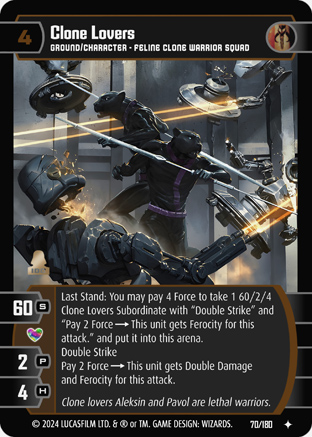 4
Clone Lovers
GROUND/CHARACTER - FELINE CLONE WARRIOR SQUAD
60 S
2 P
4 H
Last Stand: You may pay 4 Force to take 1 60/2/4
Clone Lovers Subordinate with “Double Strike” and
“Pay 2 Force → This unit gets Ferocity for this
attack.” and put it into this arena.
Double Strike
Pay 2 Force → This unit gets Double Damage
and Ferocity for this attack.
Clone lovers Aleksin and Pavol are lethal warriors.
© 2024 LUCASFILM LTD. & ® OR TM. GAME DESIGN: WIZARDS. 70/180